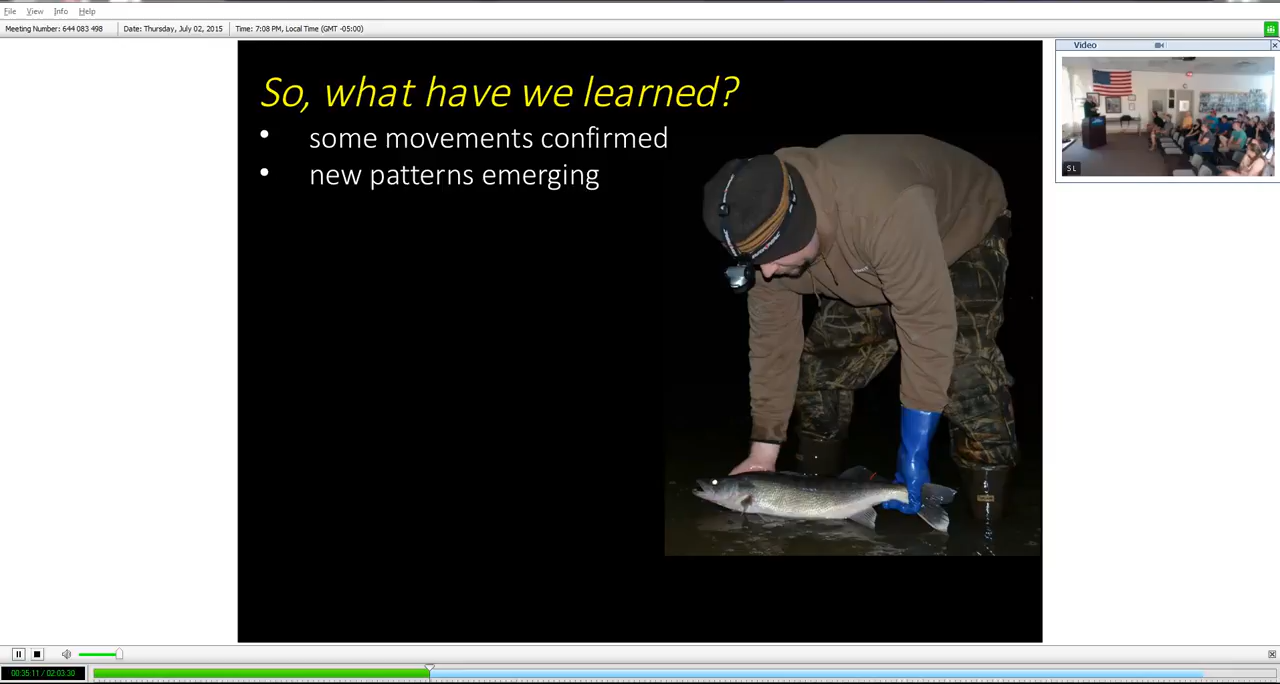 File View Info Help
Meeting Number: 644 083 498 Date: Thursday, July 02, 2015 Time: 7:08 PM, Local Time (GMT -05:00)
Video
So, what have we learned?
• some movements confirmed
• new patterns emerging
S L
00:35:11 / 02:03:30